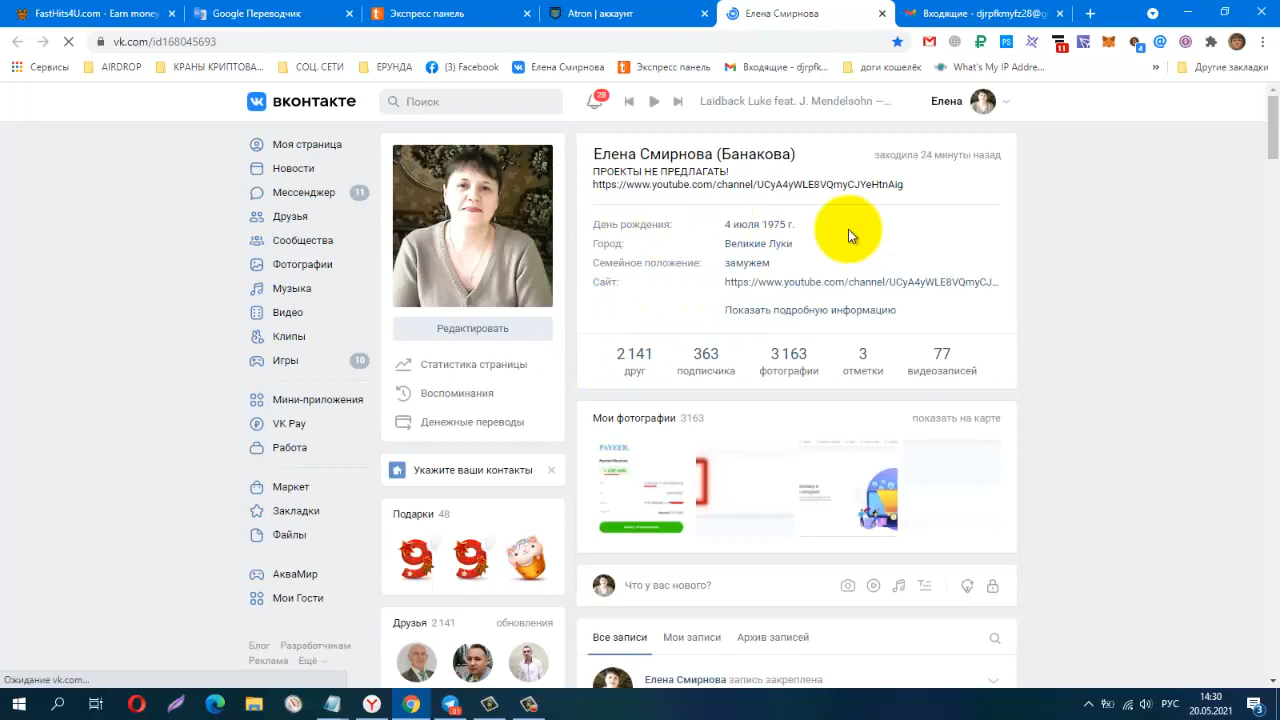 FastHits4U.com - Earn money
Google Переводчик
Экспресс панель
Atron | аккаунт
Елена Смирнова
Входящие - djrpfkmyfz28@g
vk.com/id168045693
11
4
Сервисы
AIRDROP
КРАНЫ КРИПТОВА...
СОЦ. СЕТИ
ЕРУНДА
(3) Facebook
Елена Смирнова
Экспресс панель
Входящие - djrpfk...
доги кошелёк
What's My IP Addre...
»
Другие закладки
вконтакте
Поиск
28
Laidback Luke feat. J. Mendelsohn —...
Елена
Моя страница
Новости
Мессенджер 11
Друзья
Сообщества
Фотографии
Музыка
Видео
Клипы
Игры 10
Мини-приложения
VK Pay
Работа
Маркет
Закладки
Файлы
АкваМир
Мои Гости
Блог Разработчикам
Реклама Ещё
Редактировать
Статистика страницы
Воспоминания
Денежные переводы
Укажите ваши контакты
Подарки 48
Друзья 2 141 обновления
Елена Смирнова (Банакова)
заходила 24 минуты назад
ПРОЕКТЫ НЕ ПРЕДЛАГАТЬ!
https://www.youtube.com/channel/UCyA4yWLE8VQmyCJYeHtnAig
День рождения: 4 июля 1975 г.
Город: Великие Луки
Семейное положение: замужем
Сайт: https://www.youtube.com/channel/UCyA4yWLE8VQmyCJ...
Показать подробную информацию
2 141 363 3 163 3 77
друг подписчика фотографии отметки видеозаписей
Мои фотографии 3163 показать на карте
PAYEER.
Что у вас нового?
Все записи Мои записи Архив записей
Елена Смирнова запись закреплена
Ожидание vk.com...
РУС
14:30
20.05.2021
3